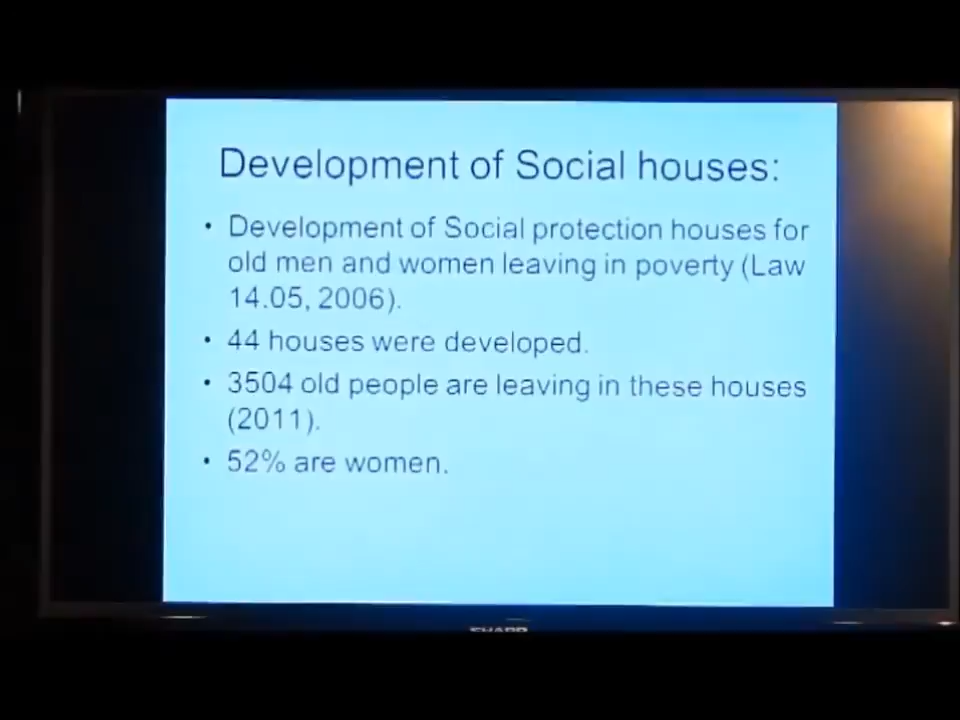 Development of Social houses:
• Development of Social protection houses for
old men and women leaving in poverty (Law
14.05, 2006).
• 44 houses were developed.
• 3504 old people are leaving in these houses
(2011).
• 52% are women.
SHARP